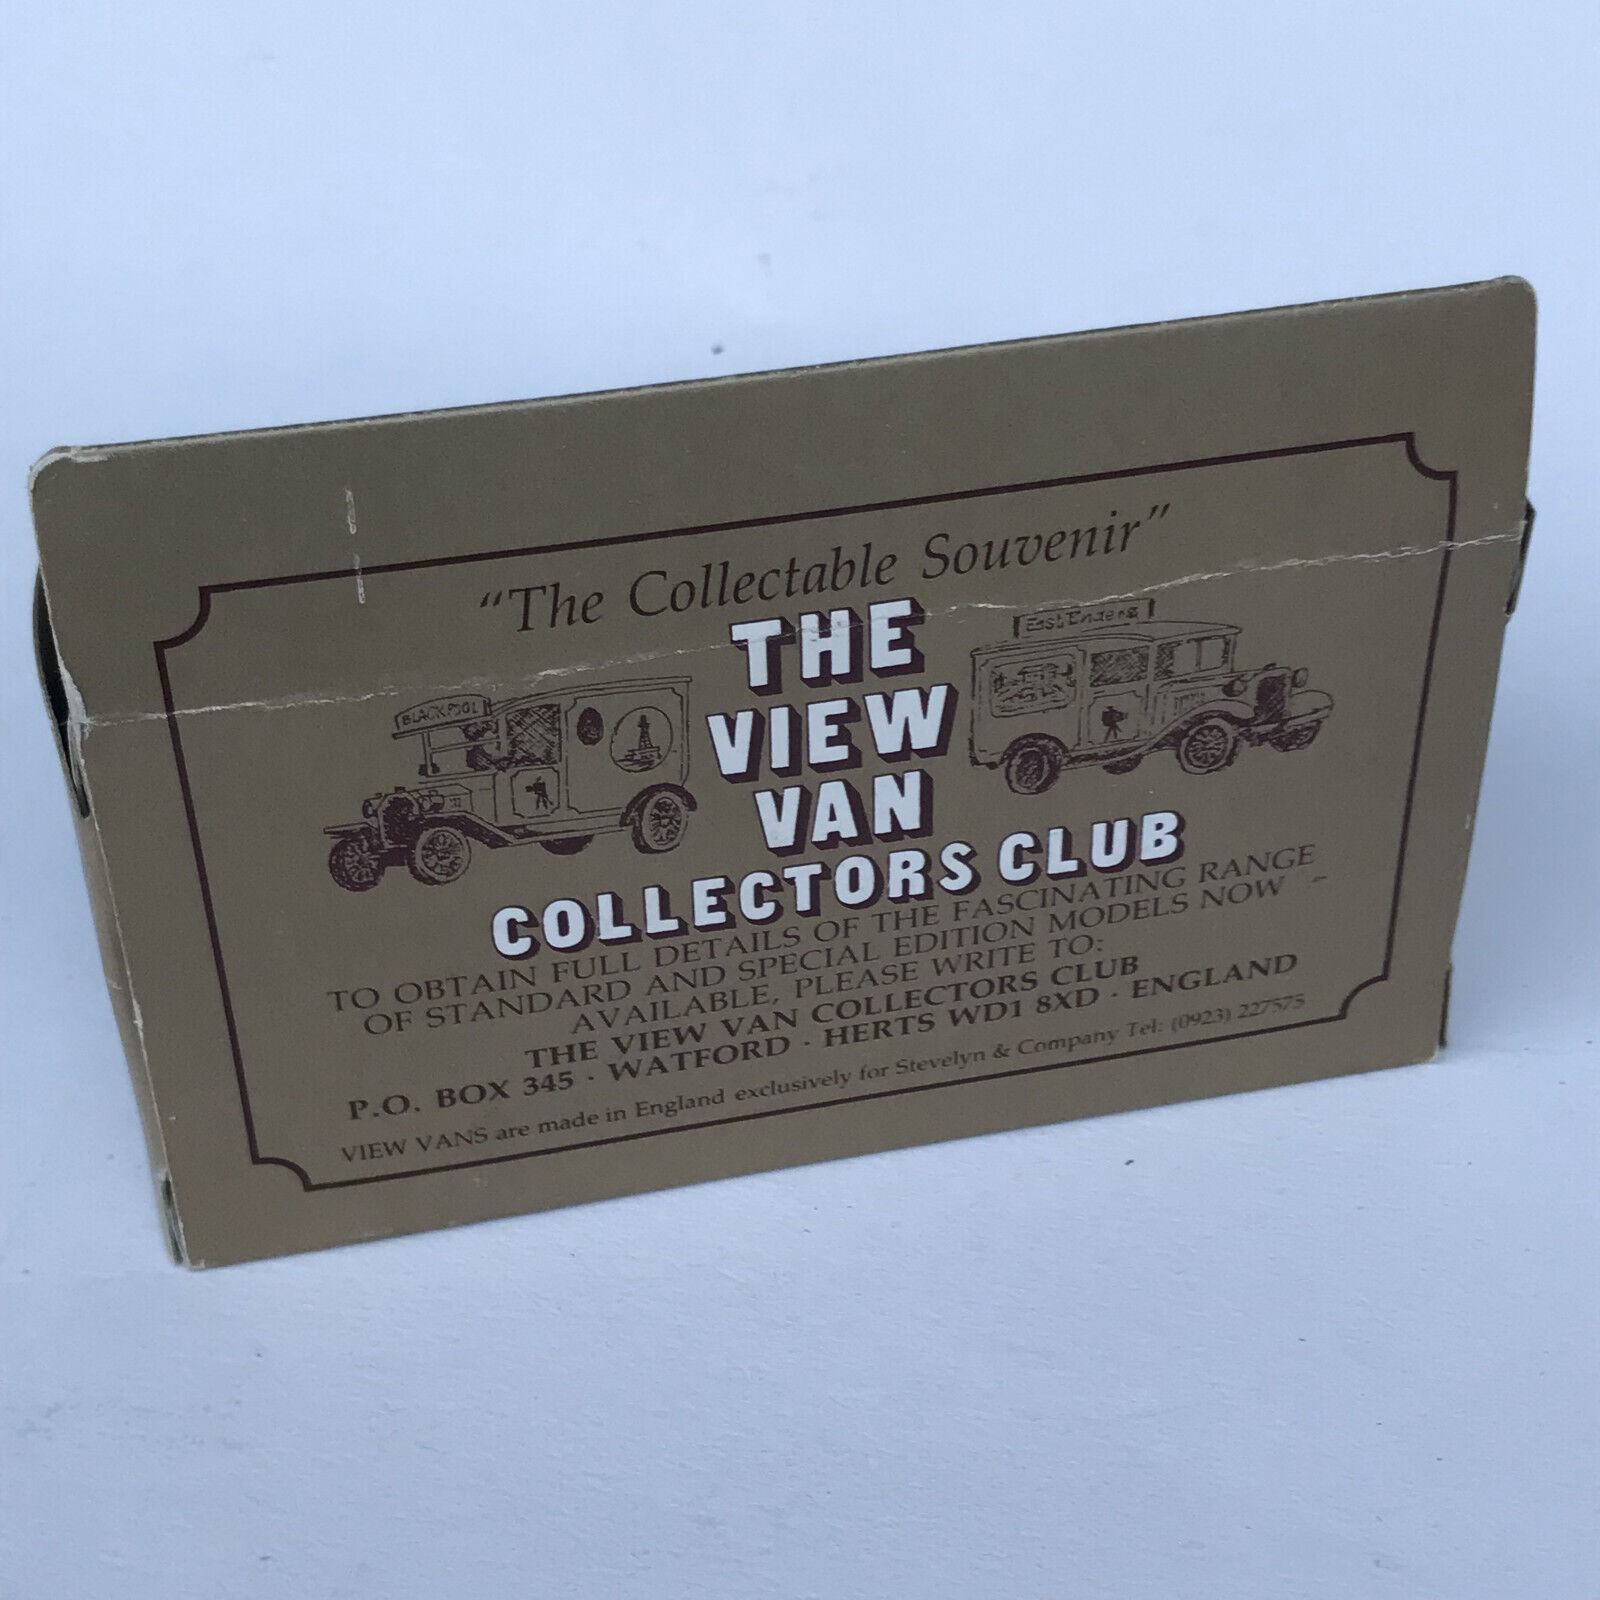 "The Collectable Souvenir"
THE
VIEW
VAN
COLLECTORS CLUB
BLACKPOOL
EastEnders
TO OBTAIN FULL DETAILS OF THE FASCINATING RANGE
OF STANDARD AND SPECIAL EDITION MODELS NOW
AVAILABLE, PLEASE WRITE TO:
THE VIEW VAN COLLECTORS CLUB
P.O. BOX 345 · WATFORD · HERTS WD1 8XD · ENGLAND
VIEW VANS are made in England exclusively for Stevelyn & Company Tel: (0923) 227575